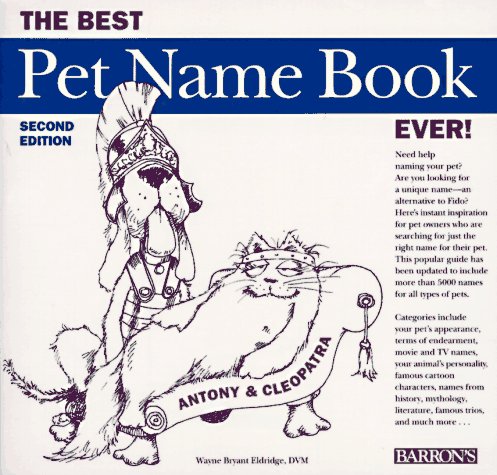 THE BEST
Pet Name Book
SECOND
EDITION
EVER!
Need help
naming your pet?
Are you looking for
a unique name—an
alternative to Fido?
Here's instant inspiration
for pet owners who are
searching for just the
right name for their pet.
This popular guide has
been updated to include
more than 5000 names
for all types of pets.
Categories include
your pet's appearance,
terms of endearment,
movie and TV names,
your animal's personality,
famous cartoon
characters, names from
history, mythology,
literature, famous trios,
and much more . . .
ANTONY & CLEOPATRA
Wayne Bryant Eldridge, DVM
BARRON'S